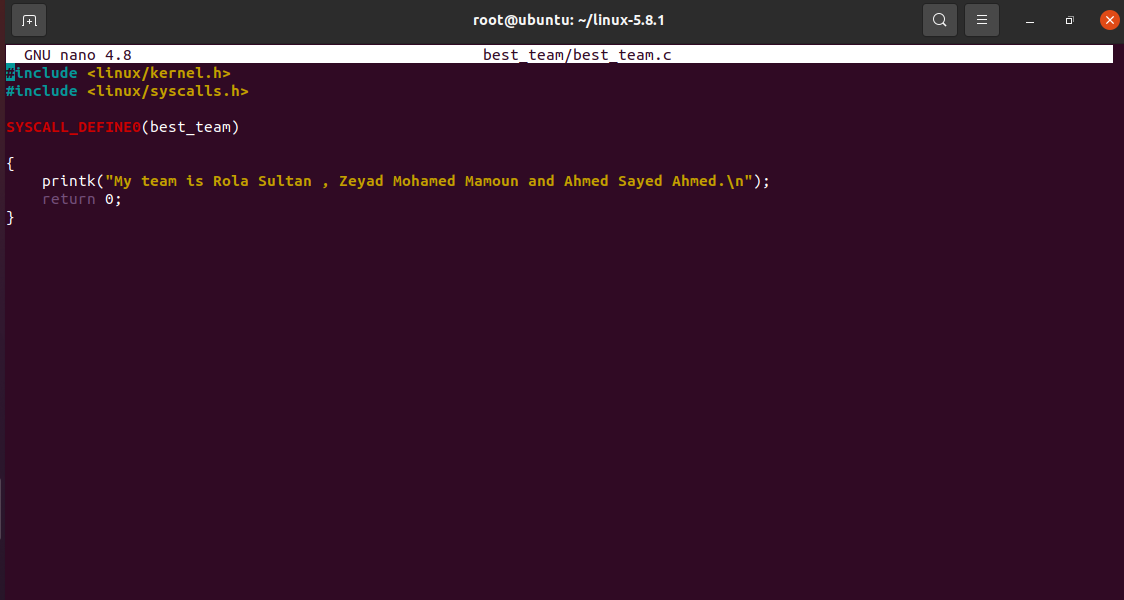 root@ubuntu: ~/linux-5.8.1
GNU nano 4.8 best_team/best_team.c
#include <linux/kernel.h>
#include <linux/syscalls.h>
SYSCALL_DEFINE0(best_team)
{
printk("My team is Rola Sultan , Zeyad Mohamed Mamoun and Ahmed Sayed Ahmed.\n");
return 0;
}